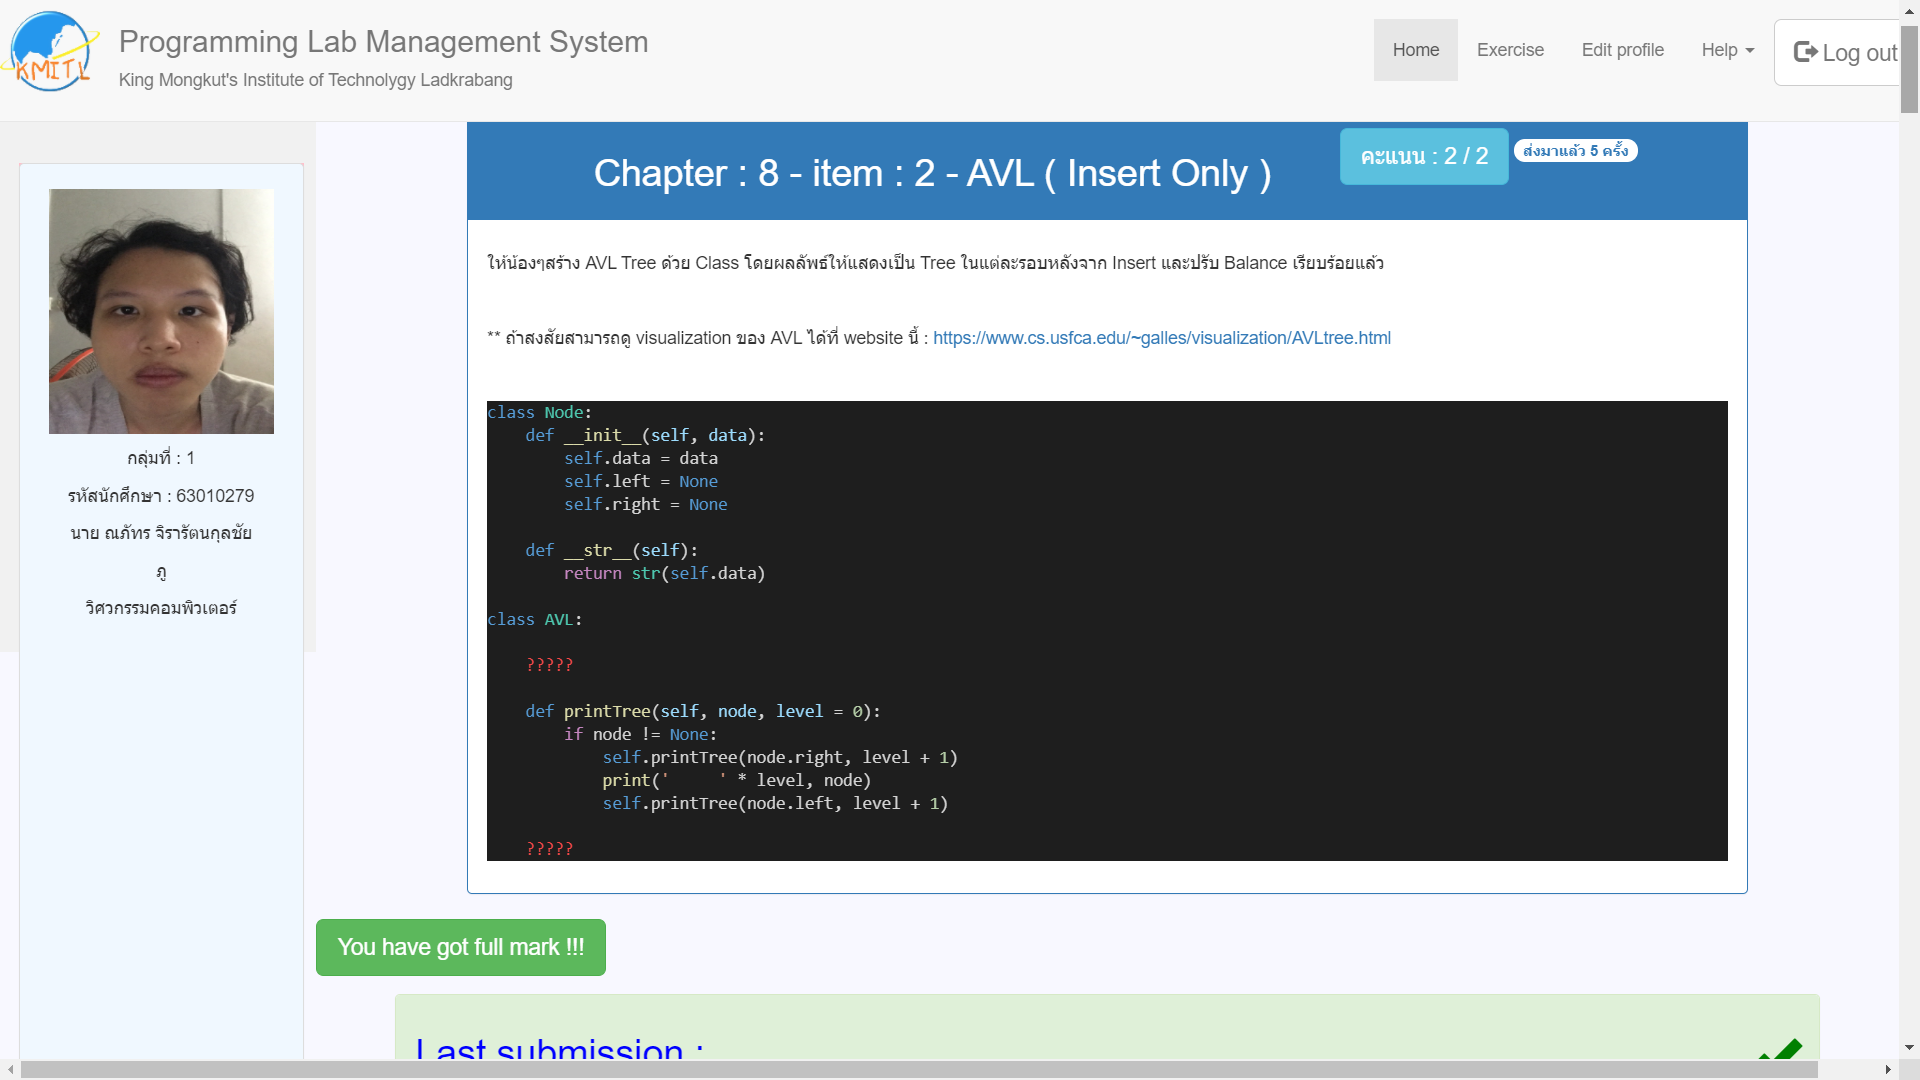 KMITL
Programming Lab Management System
King Mongkut's Institute of Technolygy Ladkrabang
Home
Exercise
Edit profile
Help
Log out
กลุ่มที่ : 1
รหัสนักศึกษา : 63010279
นาย ณภัทร จิรารัตนกุลชัย
ภู
วิศวกรรมคอมพิวเตอร์
Chapter : 8 - item : 2 - AVL ( Insert Only )
คะแนน : 2 / 2
ส่งมาแล้ว 5 ครั้ง
ให้น้องๆสร้าง AVL Tree ด้วย Class โดยผลลัพธ์ให้แสดงเป็น Tree ในแต่ละรอบหลังจาก Insert และปรับ Balance เรียบร้อยแล้ว
** ถ้าสงสัยสามารถดู visualization ของ AVL ได้ที่ website นี้ : https://www.cs.usfca.edu/~galles/visualization/AVLtree.html
class Node:
    def __init__(self, data):
        self.data = data
        self.left = None
        self.right = None
    def __str__(self):
        return str(self.data)
class AVL:
    ?????
    def printTree(self, node, level = 0):
        if node != None:
            self.printTree(node.right, level + 1)
            print('     ' * level, node)
            self.printTree(node.left, level + 1)
    ?????
You have got full mark !!!
Last submission :